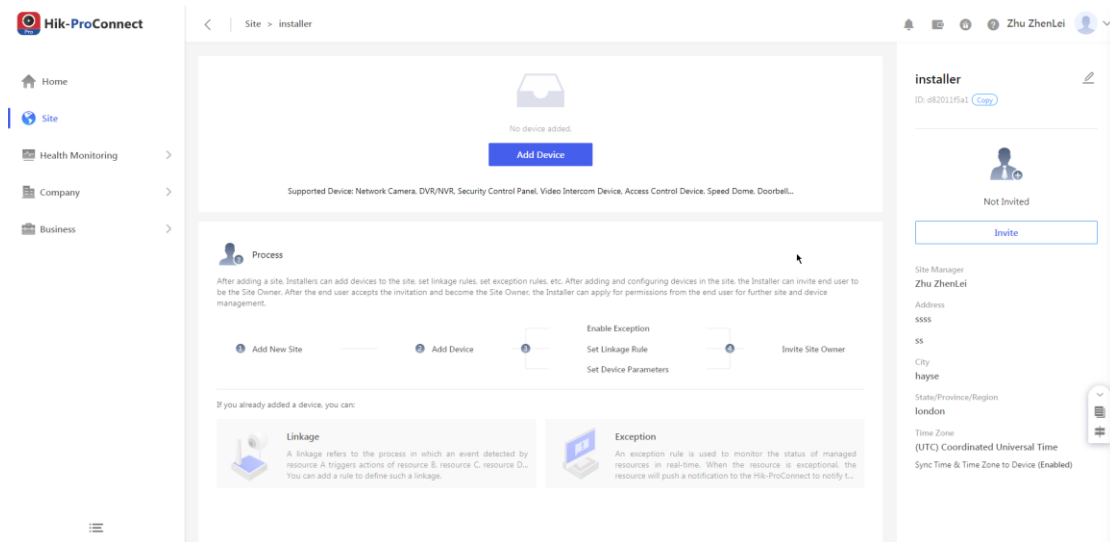 Hik-ProConnect
Pro
Site > installer
Zhu ZhenLei
Home
Site
Health Monitoring
Company
Business
No device added.
Add Device
Supported Device: Network Camera, DVR/NVR, Security Control Panel, Video Intercom Device, Access Control Device, Speed Dome, Doorbell...
Process
After adding a site, Installers can add devices to the site, set linkage rules, set exception rules, etc. After adding and configuring devices in the site, the Installer can invite end user to
be the Site Owner. After the end user accepts the invitation and become the Site Owner, the Installer can apply for permissions from the end user for further site and device
management.
1 Add New Site
2 Add Device
3
Enable Exception
Set Linkage Rule
Set Device Parameters
4
Invite Site Owner
If you already added a device, you can:
Linkage
A linkage refers to the process in which an event detected by
resource A triggers actions of resource B, resource C, resource D...
You can add a rule to define such a linkage.
Exception
An exception rule is used to monitor the status of managed
resources in real-time. When the resource is exceptional, the
resource will push a notification to the Hik-ProConnect to notify t...
installer
ID: d82011f5a1 Copy
Not Invited
Invite
Site Manager
Zhu ZhenLei
Address
ssss
ss
City
hayse
State/Province/Region
london
Time Zone
(UTC) Coordinated Universal Time
Sync Time & Time Zone to Device (Enabled)